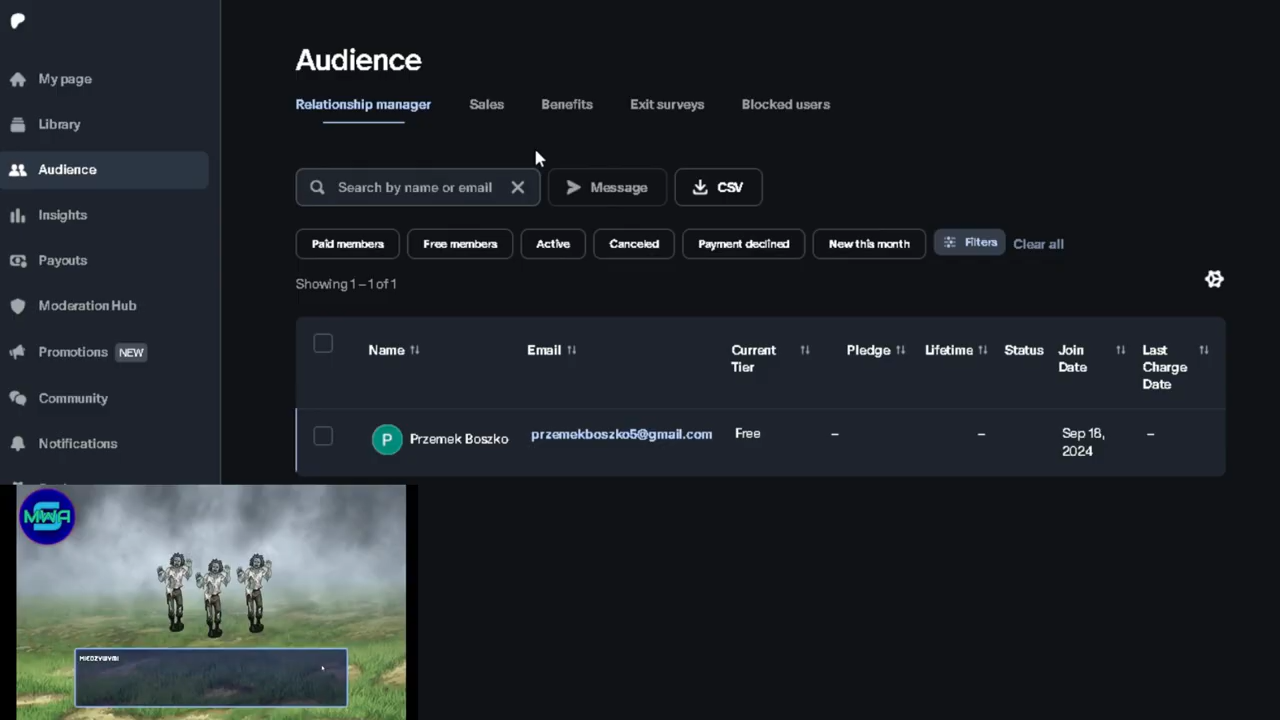 Audience
My page
Relationship manager Sales Benefits Exit surveys Blocked users
Library
Audience
Search by name or email Message CSV
Insights
Paid members Free members Active Canceled Payment declined New this month Filters Clear all
Payouts
Showing 1 – 1 of 1
Moderation Hub
Promotions NEW
Name Email Current Tier Pledge Lifetime Status Join Date Last Charge Date
Community
Notifications
P Przemek Boszko przemekboszko5@gmail.com Free – – Sep 18, 2024 –
MWA